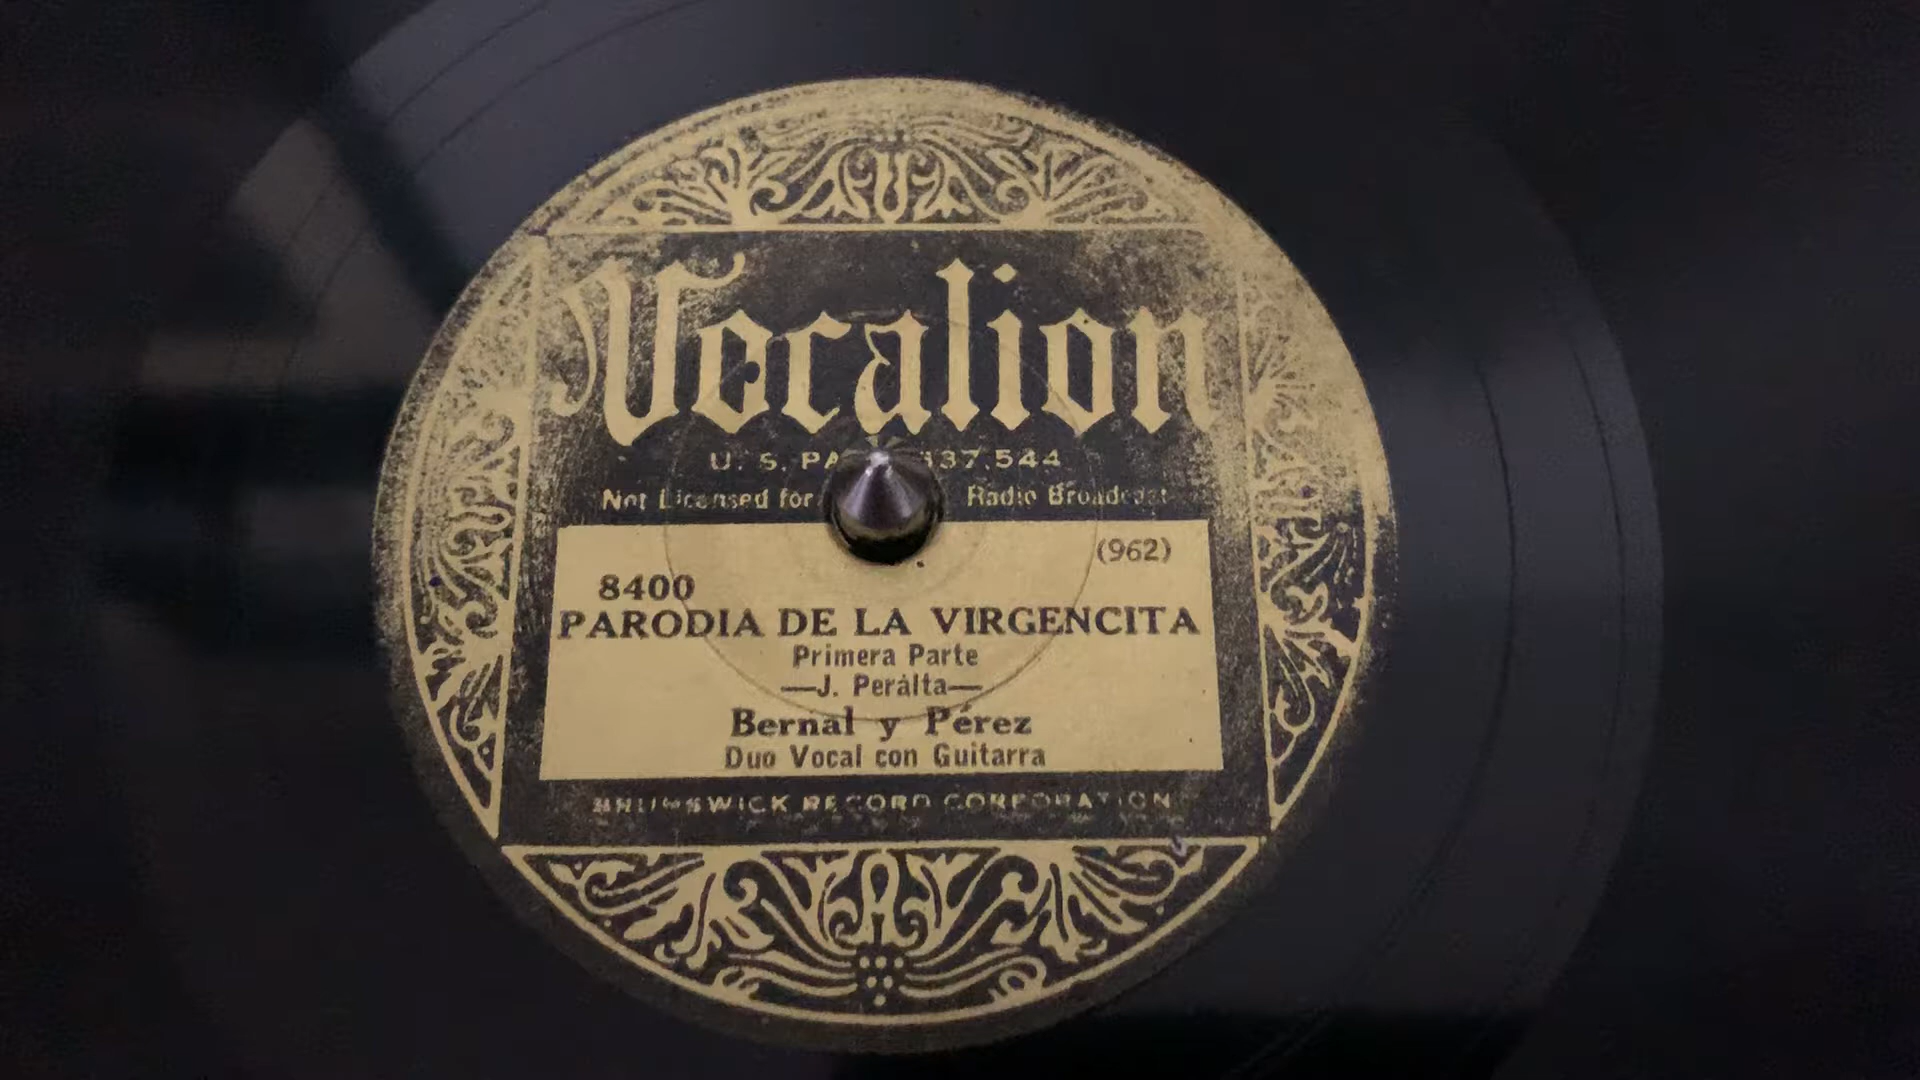 Vocalion
U. S. PA 37,544
Not Licensed for Radio Broadcast
(962)
8400
PARODIA DE LA VIRGENCITA
Primera Parte
—J. Peralta—
Bernal y Pérez
Duo Vocal con Guitarra
BRUNSWICK RECORD CORPORATION